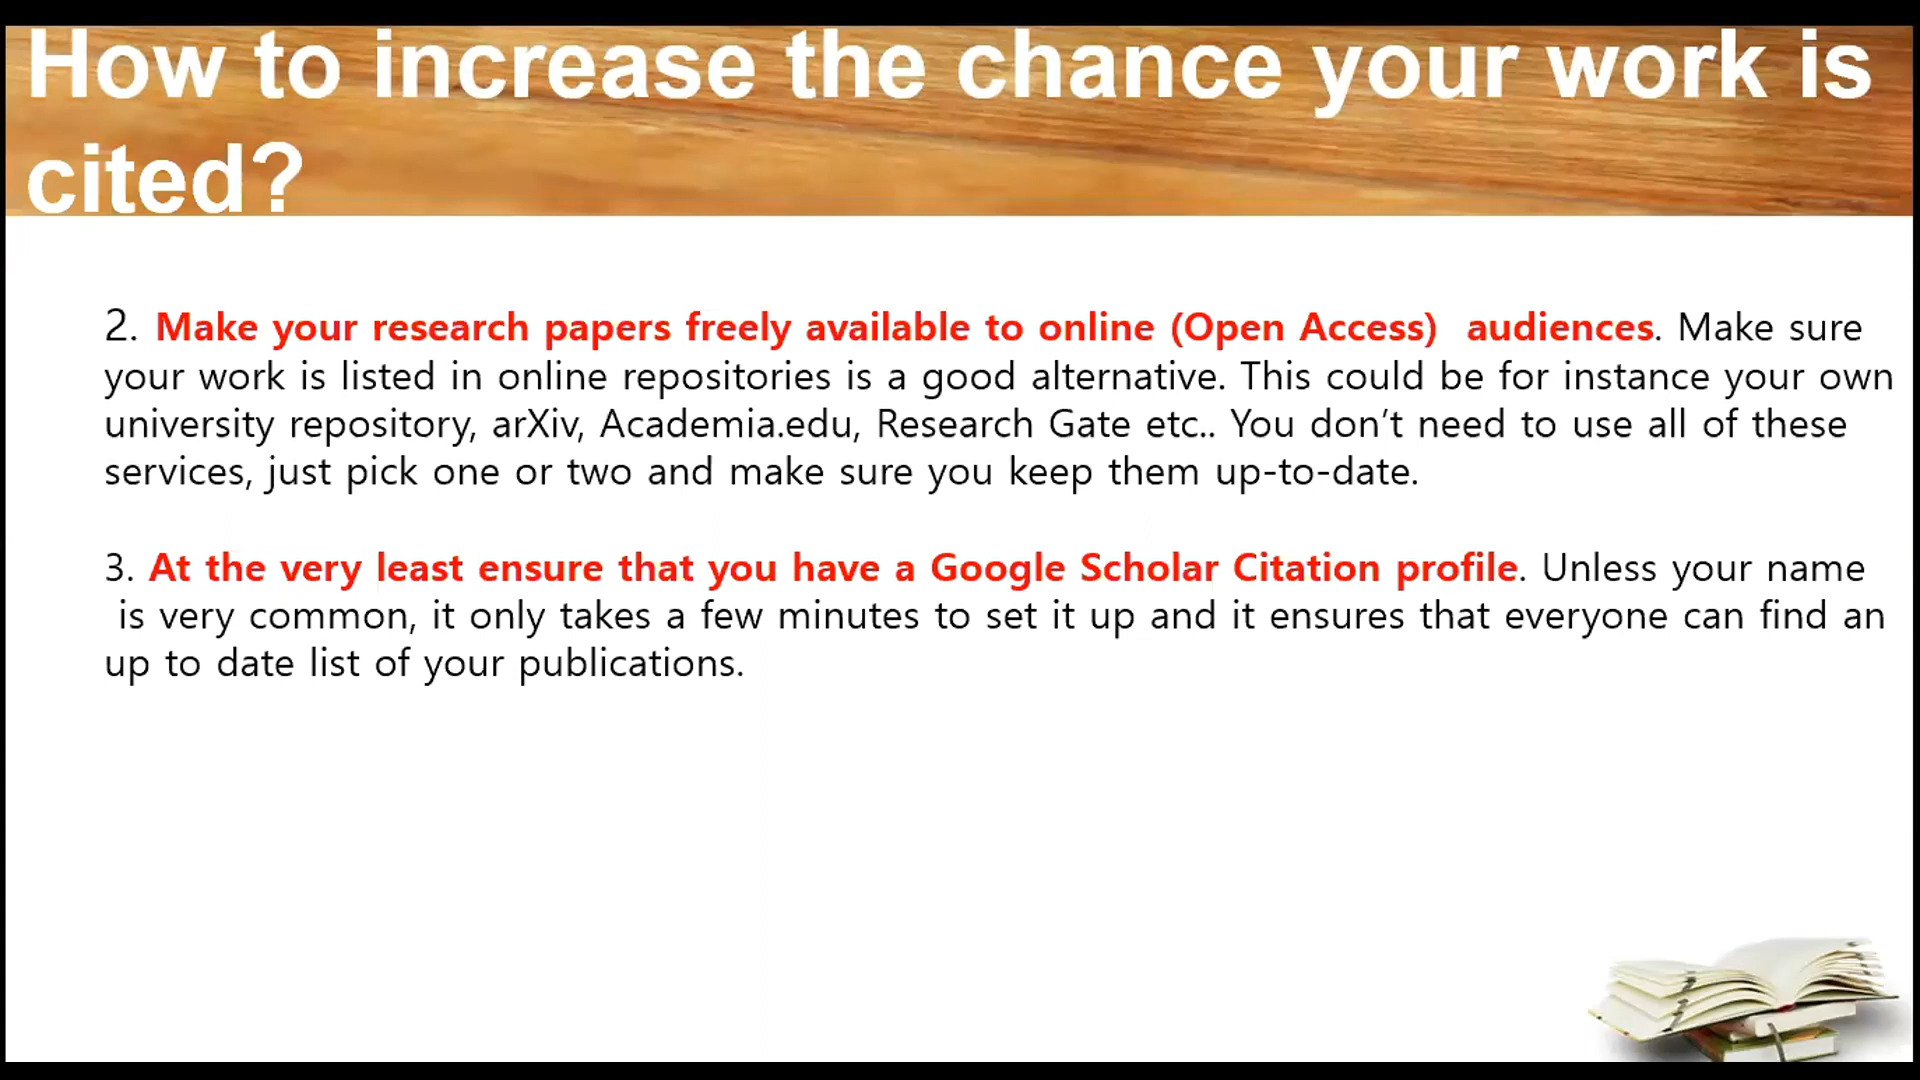 How to increase the chance your work is
cited?
2. Make your research papers freely available to online (Open Access) audiences. Make sure
your work is listed in online repositories is a good alternative. This could be for instance your own
university repository, arXiv, Academia.edu, Research Gate etc.. You don’t need to use all of these
services, just pick one or two and make sure you keep them up-to-date.
3. At the very least ensure that you have a Google Scholar Citation profile. Unless your name
is very common, it only takes a few minutes to set it up and it ensures that everyone can find an
up to date list of your publications.